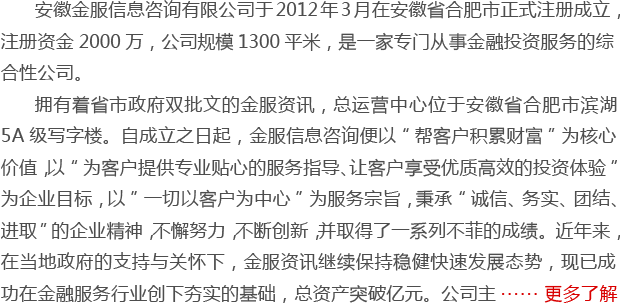 安徽金服信息咨询有限公司于 2012 年 3 月在安徽省合肥市正式注册成立，
注册资金 2000 万，公司规模 1300 平米，是一家专门从事金融投资服务的综
合性公司。
拥有着省市政府双批文的金服资讯，总运营中心位于安徽省合肥市滨湖
5A 级写字楼。自成立之日起，金服信息咨询便以 “ 帮客户积累财富 ” 为核心
价值，以 “ 为客户提供专业贴心的服务指导、让客户享受优质高效的投资体验 ”
为企业目标，以 ” 一切以客户为中心 ” 为服务宗旨，秉承 “ 诚信、务实、团结、
进取 ” 的企业精神，不懈努力，不断创新，并取得了一系列不菲的成绩。近年来，
在当地政府的支持与关怀下，金服资讯继续保持稳健快速发展态势，现已成
功在金融服务行业创下夯实的基础，总资产突破亿元。公司主 …… 更多了解